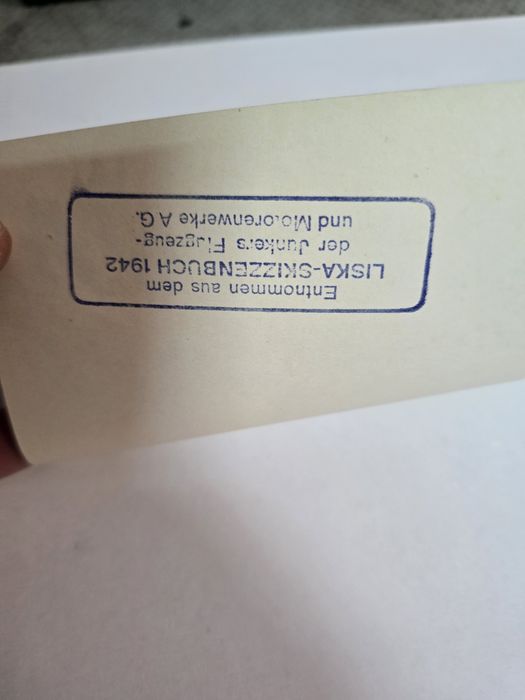 Entnommen aus dem
LISKA-SKIZZENBUCH 1942
der Junkers Flugzeug-
und Motorenwerke A G.